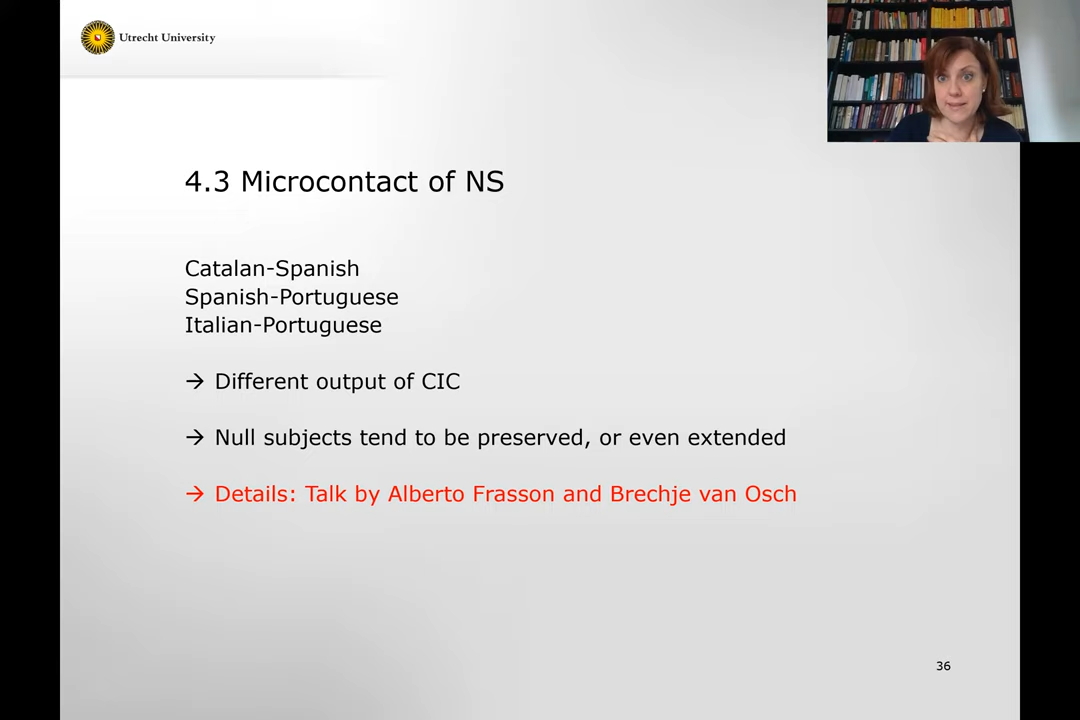 Utrecht University
4.3 Microcontact of NS
Catalan-Spanish
Spanish-Portuguese
Italian-Portuguese
→ Different output of CIC
→ Null subjects tend to be preserved, or even extended
→ Details: Talk by Alberto Frasson and Brechje van Osch
36